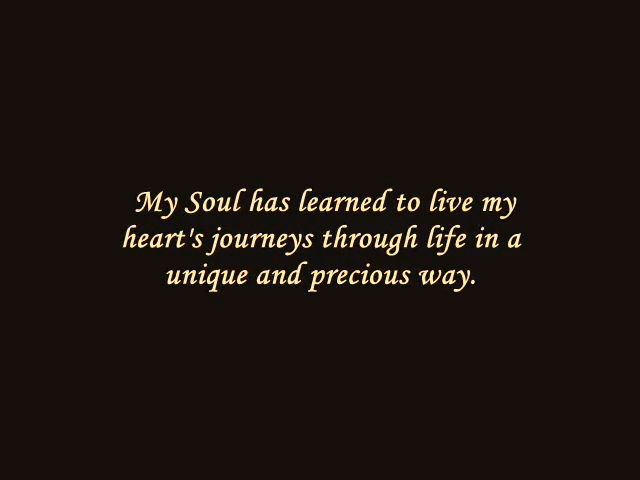 My Soul has learned to live my
heart's journeys through life in a
unique and precious way.